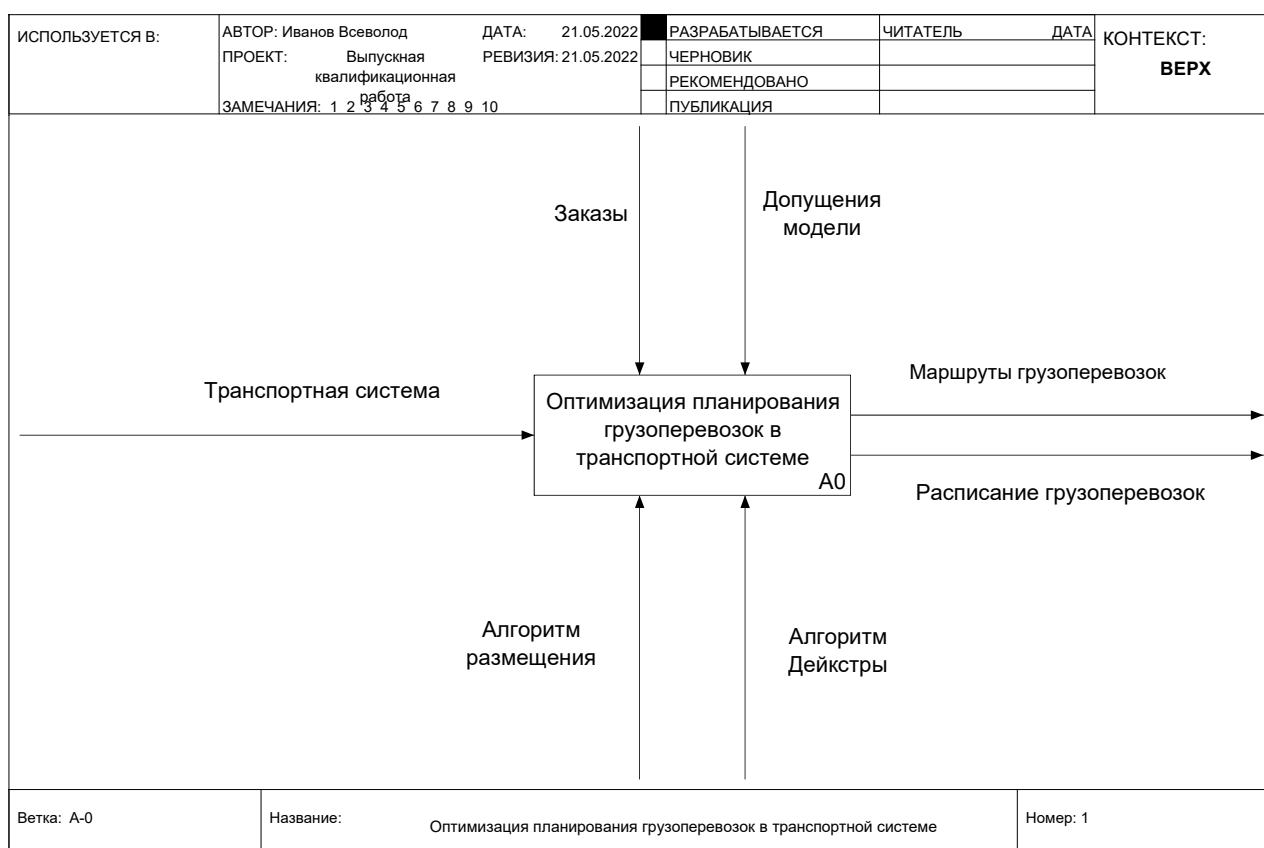 ИСПОЛЬЗУЕТСЯ В:
АВТОР: Иванов Всеволод
ДАТА: 21.05.2022
ПРОЕКТ: Выпускная
квалификационная
работа
РЕВИЗИЯ: 21.05.2022
ЗАМЕЧАНИЯ: 1 2 3 4 5 6 7 8 9 10
РАЗРАБАТЫВАЕТСЯ
ЧЕРНОВИК
РЕКОМЕНДОВАНО
ПУБЛИКАЦИЯ
ЧИТАТЕЛЬ ДАТА
КОНТЕКСТ:
ВЕРХ
Заказы
Допущения
модели
Транспортная система
Оптимизация планирования
грузоперевозок в
транспортной системе
A0
Маршруты грузоперевозок
Расписание грузоперевозок
Алгоритм
размещения
Алгоритм
Дейкстры
Ветка: A-0
Название: Оптимизация планирования грузоперевозок в транспортной системе
Номер: 1